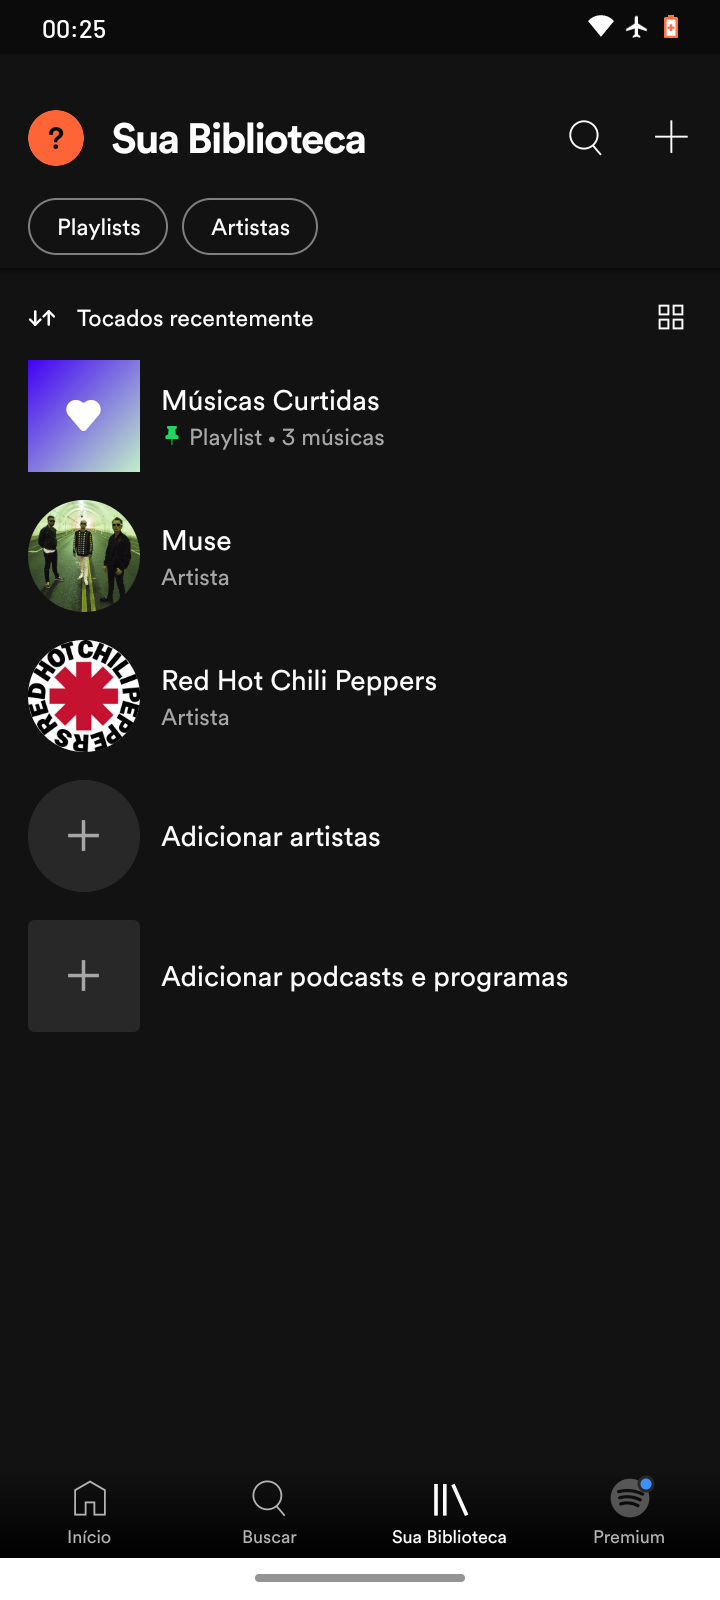 00:25
?
Sua Biblioteca
Playlists
Artistas
Tocados recentemente
Músicas Curtidas
Playlist • 3 músicas
Muse
Artista
RED HOT CHILI PEPPERS
Red Hot Chili Peppers
Artista
Adicionar artistas
Adicionar podcasts e programas
Início
Buscar
Sua Biblioteca
Premium